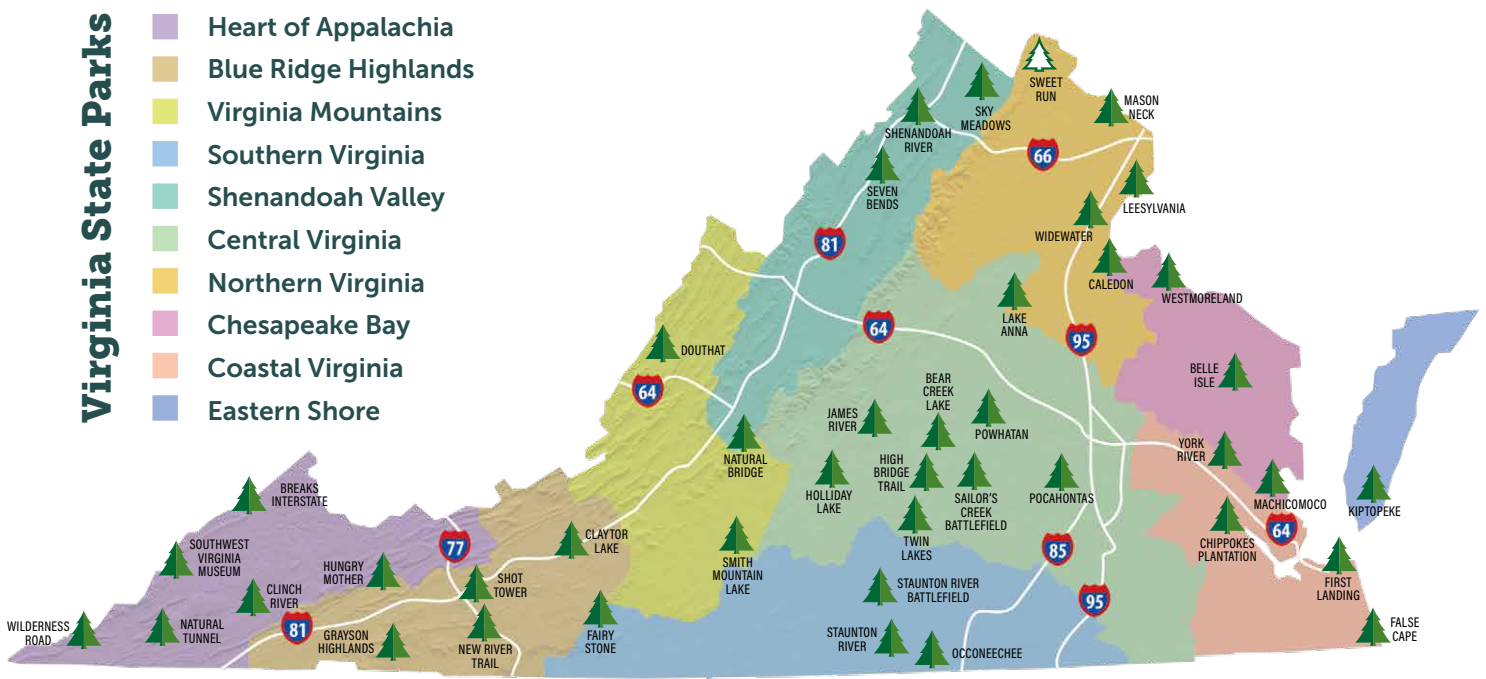 Virginia State Parks
Heart of Appalachia
Blue Ridge Highlands
Virginia Mountains
Southern Virginia
Shenandoah Valley
Central Virginia
Northern Virginia
Chesapeake Bay
Coastal Virginia
Eastern Shore
SWEET
RUN
MASON
NECK
SKY
MEADOWS
SHENANDOAH
RIVER
66
SEVEN
BENDS
LEESYLVANIA
WIDEWATER
81
CALEDON
WESTMORELAND
LAKE
ANNA
64
95
DOUTHAT
64
BELLE
ISLE
BEAR
CREEK
LAKE
JAMES
RIVER
POWHATAN
NATURAL
BRIDGE
YORK
RIVER
HIGH
BRIDGE
TRAIL
HOLLIDAY
LAKE
SAILOR'S
CREEK
BATTLEFIELD
POCAHONTAS
MACHICOMOCO
KIPTOPEKE
BREAKS
INTERSTATE
TWIN
LAKES
CHIPPOKES
PLANTATION
64
CLAYTOR
LAKE
77
85
SOUTHWEST
VIRGINIA
MUSEUM
HUNGRY
MOTHER
SMITH
MOUNTAIN
LAKE
SHOT
TOWER
STAUNTON RIVER
BATTLEFIELD
FIRST
LANDING
CLINCH
RIVER
95
WILDERNESS
ROAD
NATURAL
TUNNEL
81
GRAYSON
HIGHLANDS
NEW RIVER
TRAIL
FAIRY
STONE
STAUNTON
RIVER
OCCONEECHEE
FALSE
CAPE